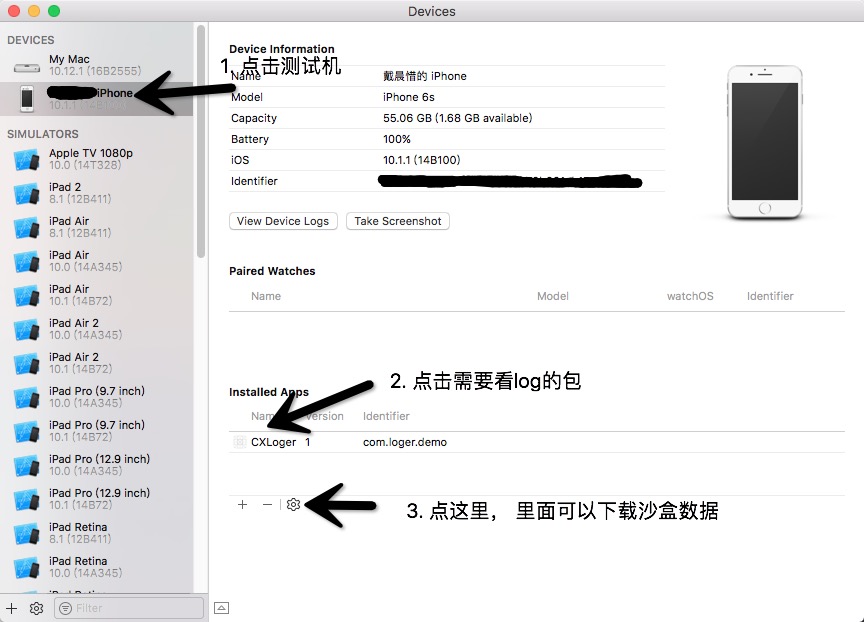 Devices
DEVICES
My Mac
10.12.1 (16B2555)
iPhone
10.1.1
SIMULATORS
Apple TV 1080p
10.0 (14T328)
iPad 2
8.1 (12B411)
iPad Air
8.1 (12B411)
iPad Air
10.0 (14A345)
iPad Air
10.1 (14B72)
iPad Air 2
10.0 (14A345)
iPad Air 2
10.1 (14B72)
iPad Pro (9.7 inch)
10.0 (14A345)
iPad Pro (9.7 inch)
10.1 (14B72)
iPad Pro (12.9 inch)
10.0 (14A345)
iPad Pro (12.9 inch)
10.1 (14B72)
iPad Retina
8.1 (12B411)
iPad Retina
10.0 (14A345)
Filter
Device Information
1. 点击测试机
Name 戴晨惜的 iPhone
Model iPhone 6s
Capacity 55.06 GB (1.68 GB available)
Battery 100%
iOS 10.1.1 (14B100)
Identifier
View Device Logs Take Screenshot
Paired Watches
Name Model watchOS Identifier
2. 点击需要看log的包
Installed Apps
Name Version Identifier
CXLoger 1 com.loger.demo
3. 点这里， 里面可以下载沙盒数据